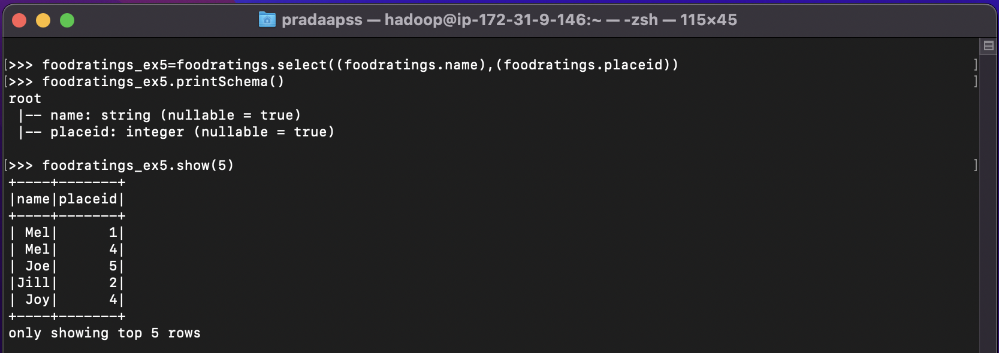 pradaapss — hadoop@ip-172-31-9-146:~ — -zsh — 115×45
[>>> foodratings_ex5=foodratings.select((foodratings.name),(foodratings.placeid)) ]
[>>> foodratings_ex5.printSchema() ]
root
 |-- name: string (nullable = true)
 |-- placeid: integer (nullable = true)
[>>> foodratings_ex5.show(5) ]
+----+-------+
|name|placeid|
+----+-------+
| Mel|      1|
| Mel|      4|
| Joe|      5|
|Jill|      2|
| Joy|      4|
+----+-------+
only showing top 5 rows